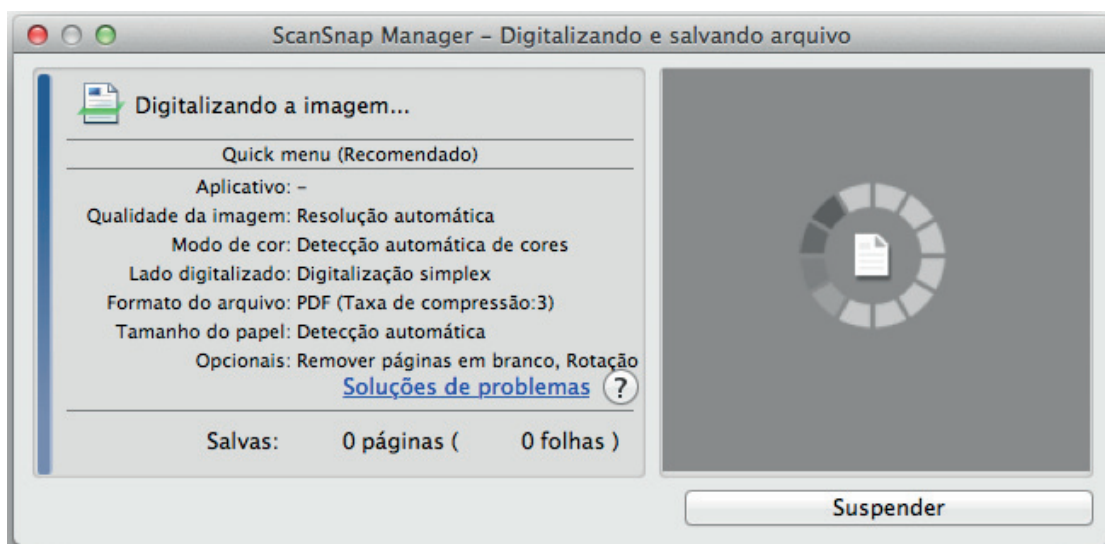 ScanSnap Manager – Digitalizando e salvando arquivo
Digitalizando a imagem...
Quick menu (Recomendado)
Aplicativo: –
Qualidade da imagem: Resolução automática
Modo de cor: Detecção automática de cores
Lado digitalizado: Digitalização simplex
Formato do arquivo: PDF (Taxa de compressão:3)
Tamanho do papel: Detecção automática
Opcionais: Remover páginas em branco, Rotação
Soluções de problemas ?
Salvas: 0 páginas ( 0 folhas )
Suspender